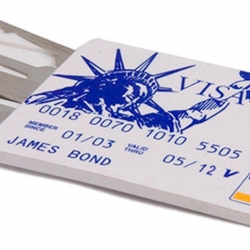 VISA
0018 0070 1010 5505
MEMBER SINCE 01/03 VALID THRU 05/12 V
JAMES BOND